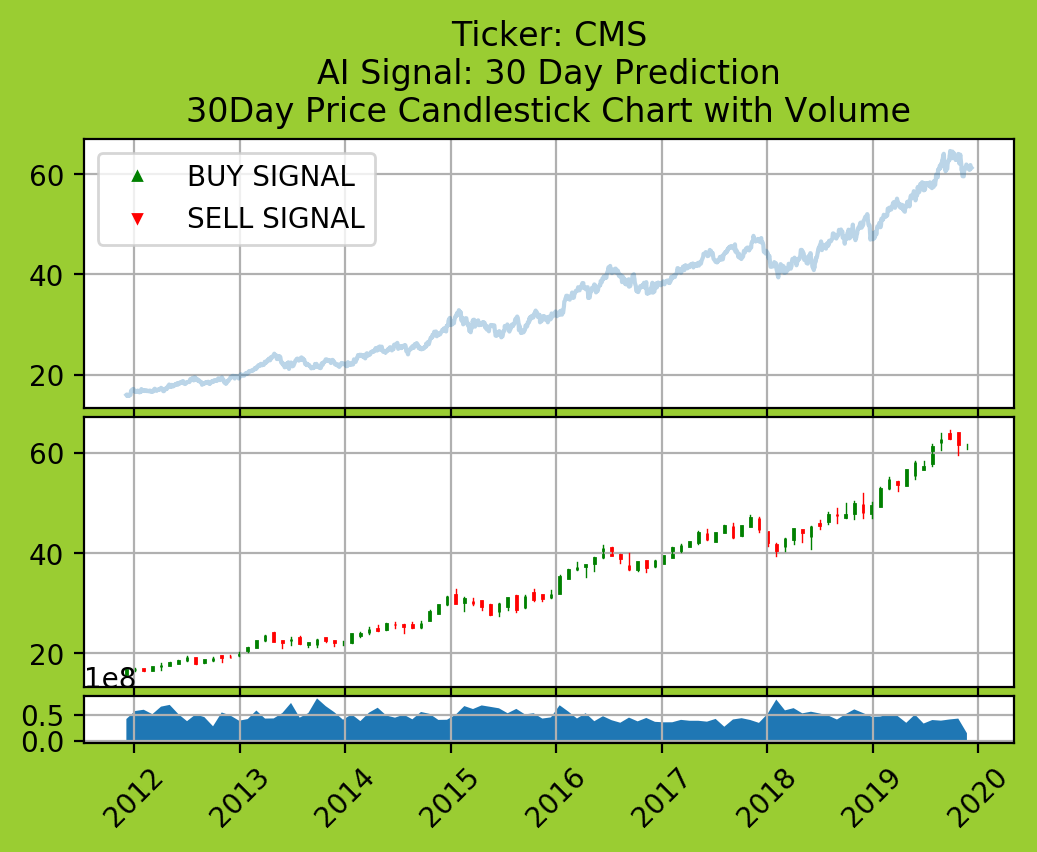 Ticker: CMS
AI Signal: 30 Day Prediction
30Day Price Candlestick Chart with Volume
BUY SIGNAL
SELL SIGNAL
60
40
20
60
40
20
1e8
0.5
0.0
2012 2013 2014 2015 2016 2017 2018 2019 2020